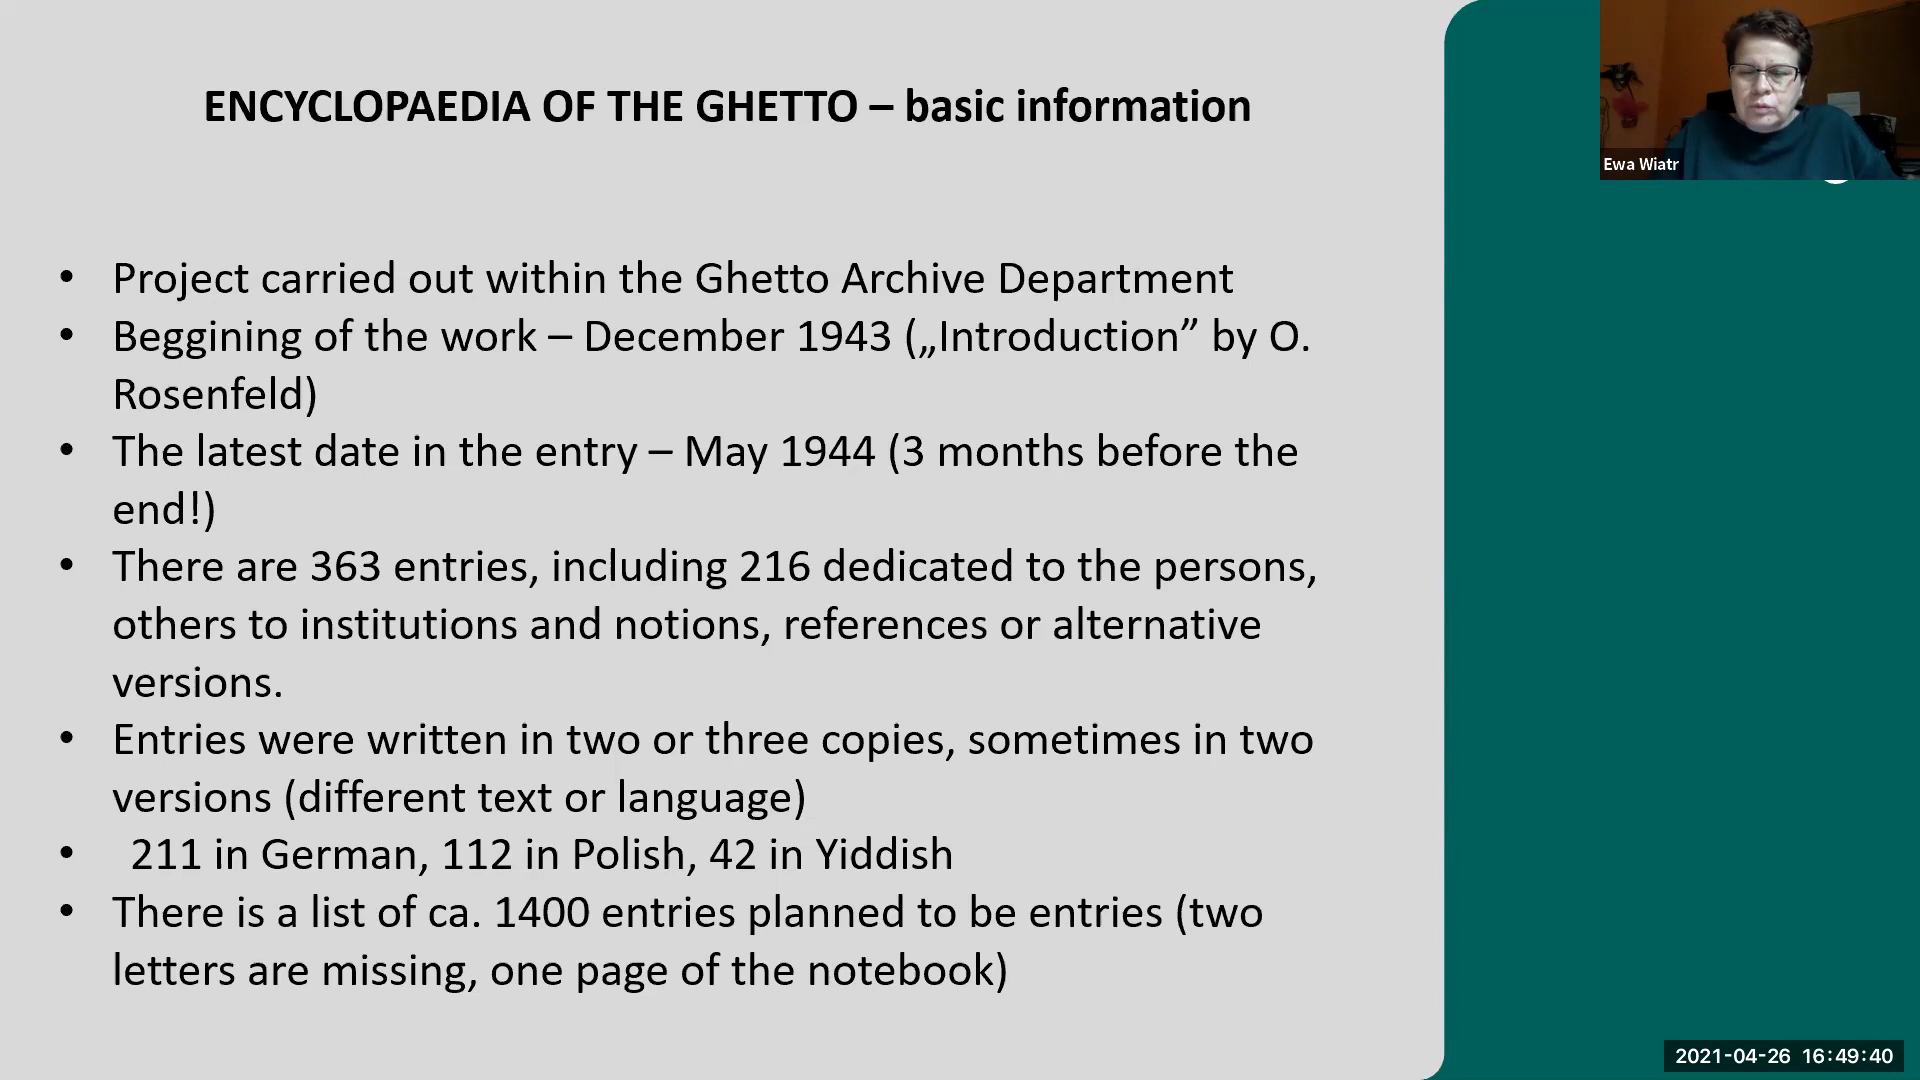 ENCYCLOPAEDIA OF THE GHETTO – basic information
Ewa Wiatr
• Project carried out within the Ghetto Archive Department
• Beggining of the work – December 1943 („Introduction” by O.
Rosenfeld)
• The latest date in the entry – May 1944 (3 months before the
end!)
• There are 363 entries, including 216 dedicated to the persons,
others to institutions and notions, references or alternative
versions.
• Entries were written in two or three copies, sometimes in two
versions (different text or language)
• 211 in German, 112 in Polish, 42 in Yiddish
• There is a list of ca. 1400 entries planned to be entries (two
letters are missing, one page of the notebook)
2021-04-26 16:49:40